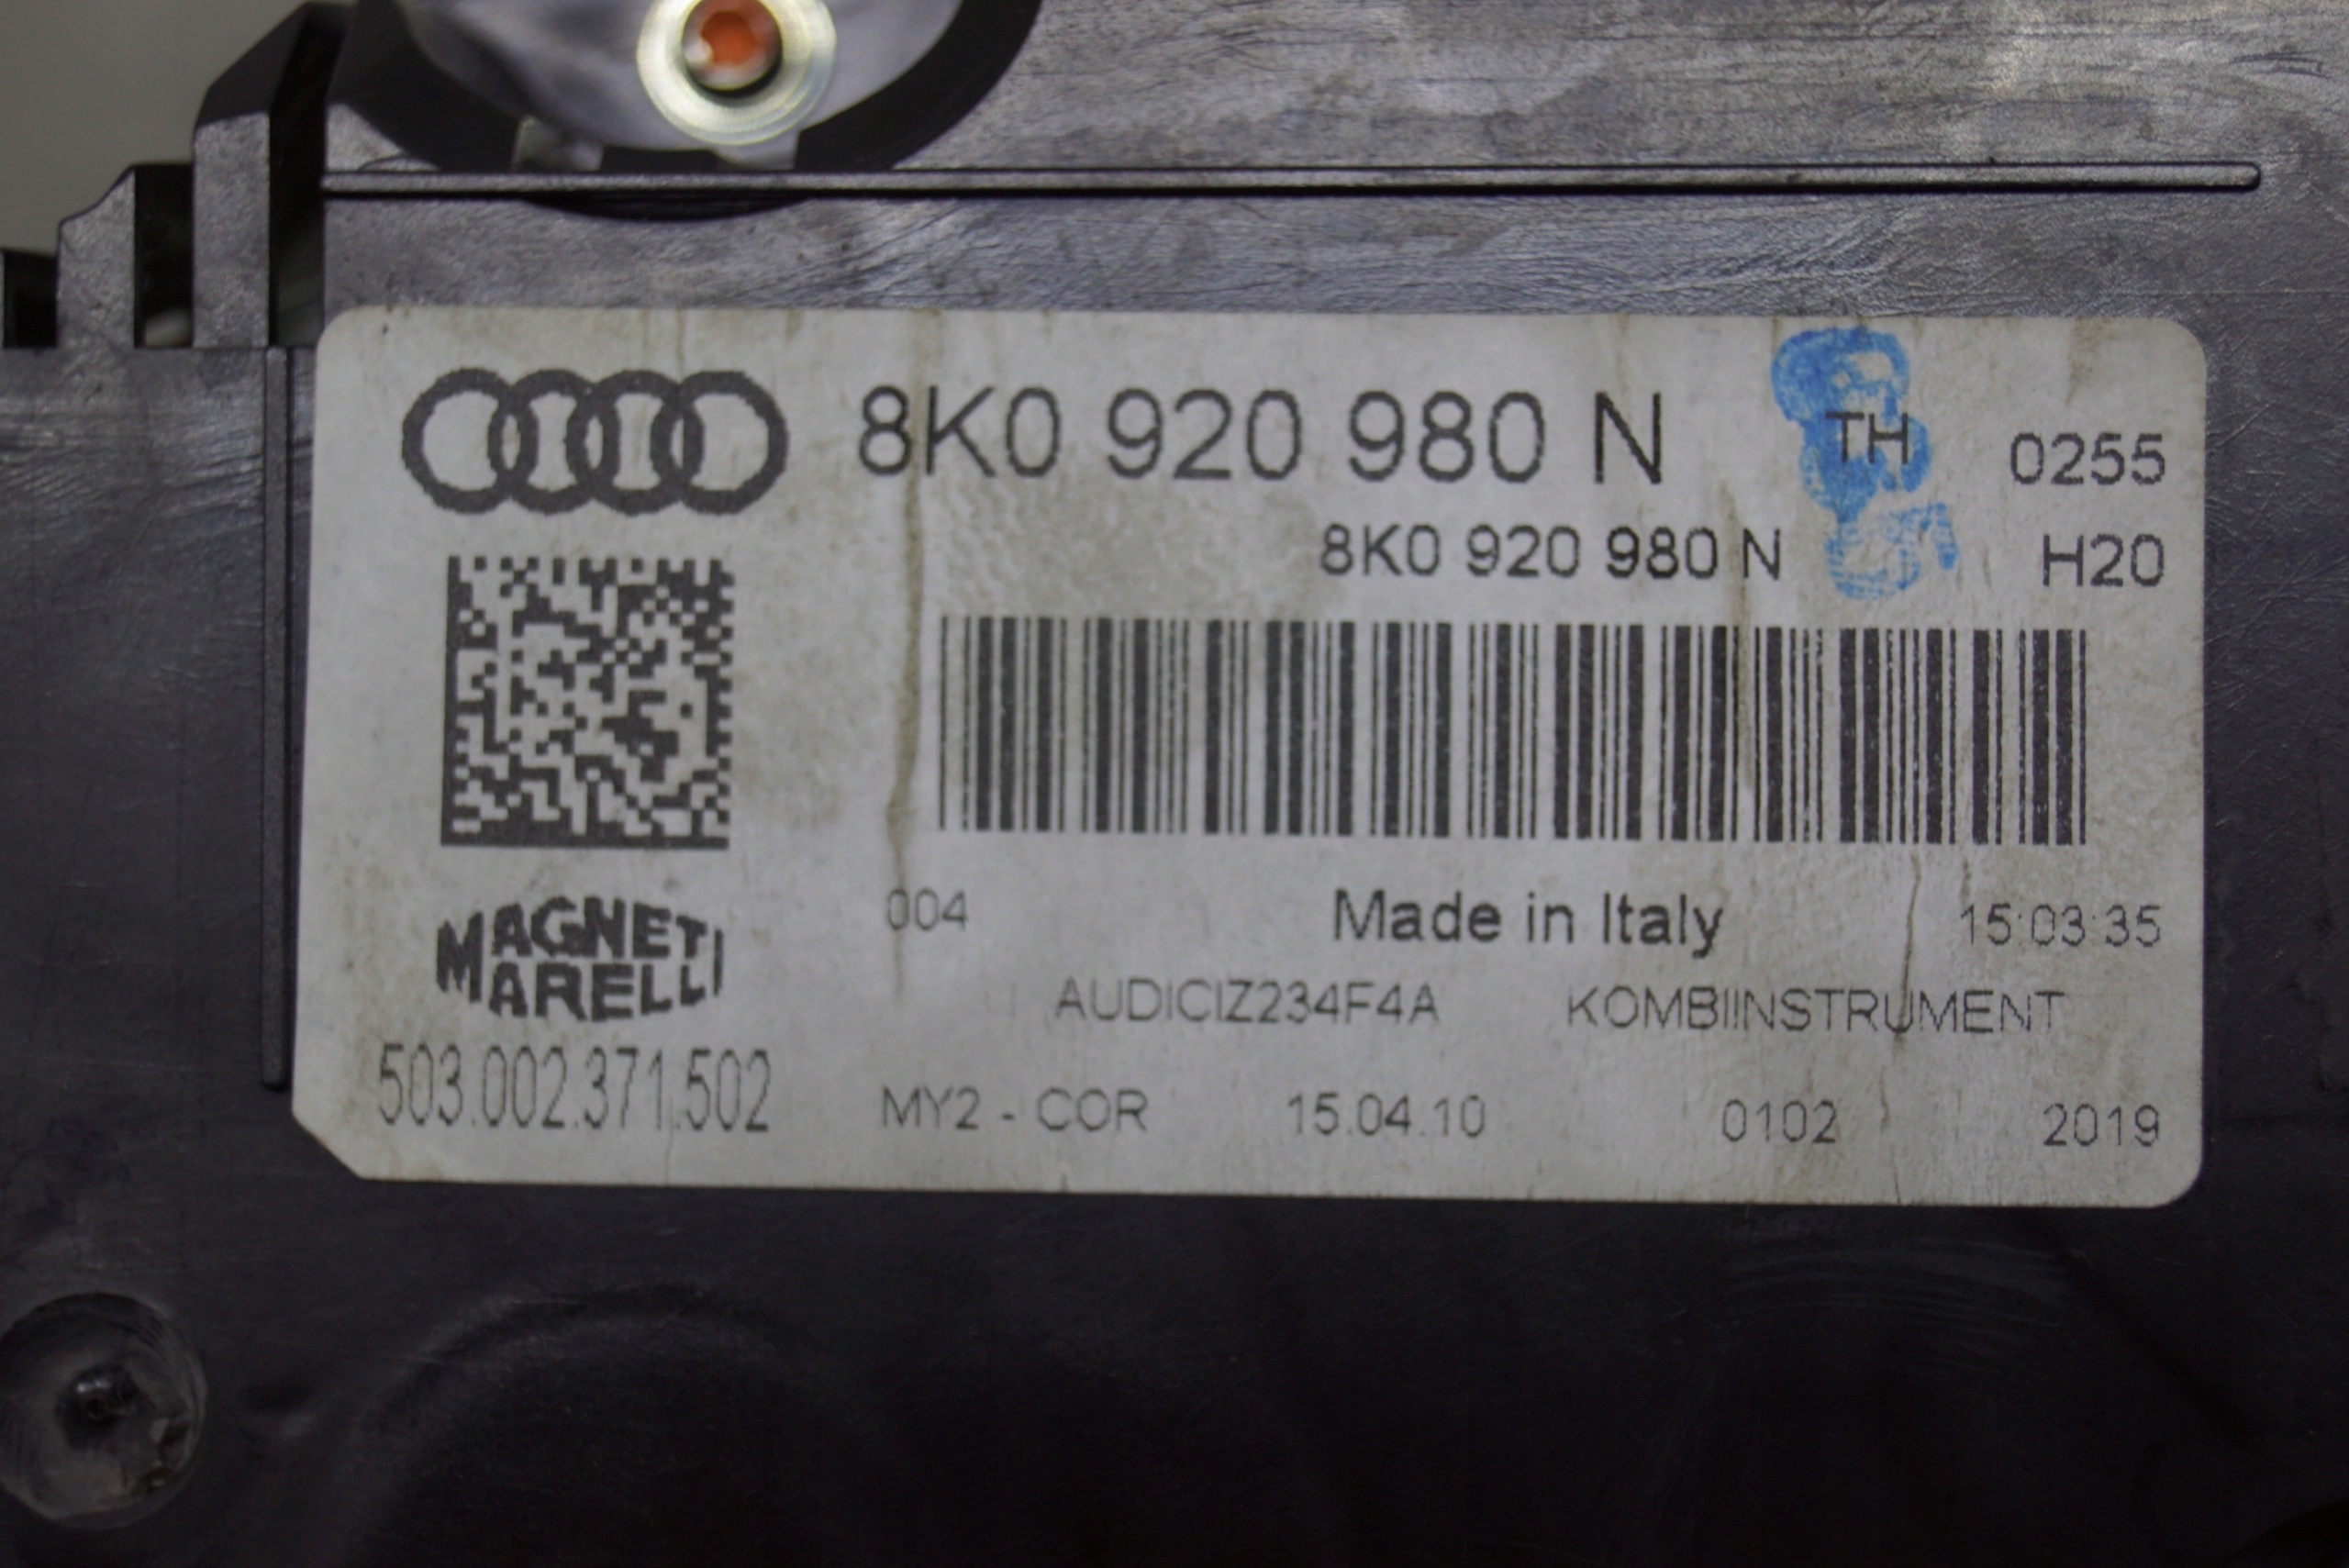 8K0 920 980 N TH 0255
8K0 920 980 N H20
MAGNETI
MARELLI
004 Made in Italy 15:03:35
AUDICIZ234F4A KOMBIINSTRUMENT
503.002.371.502 MY2 - COR 15.04.10 0102 2019